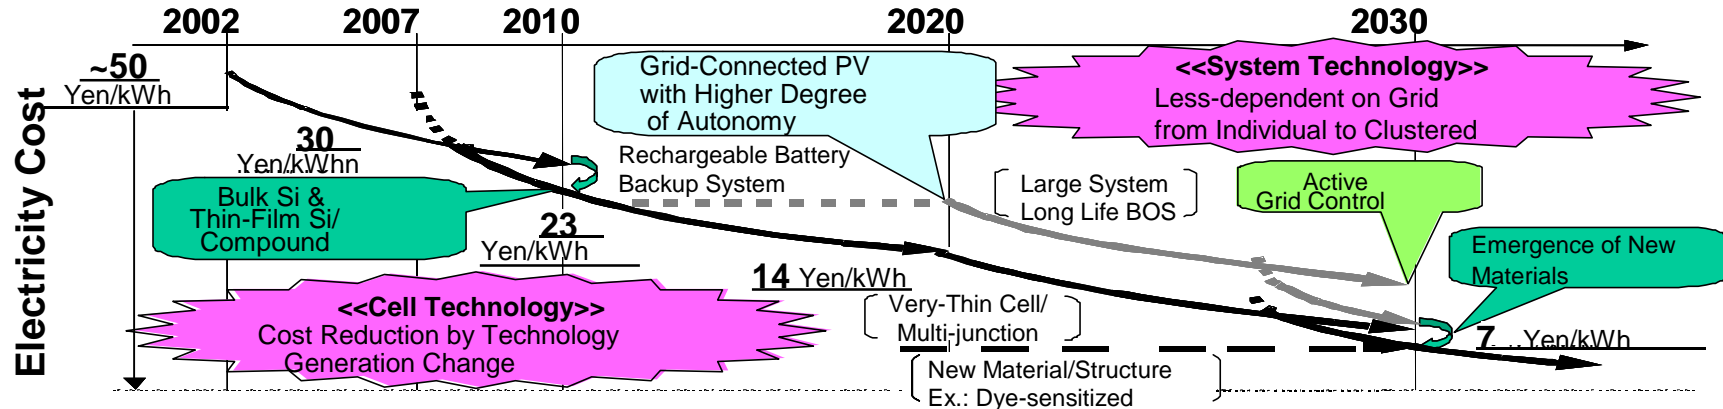 2002 2007 2010 2020 2030
Electricity Cost
~50
Yen/kWh
30
Yen/kWhn
Bulk Si &
Thin-Film Si/
Compound
23
Yen/kWh
<<Cell Technology>>
Cost Reduction by Technology
Generation Change
Grid-Connected PV
with Higher Degree
of Autonomy
Rechargeable Battery
Backup System
14 Yen/kWh
Very-Thin Cell/
Multi-junction
New Material/Structure
Ex.: Dye-sensitized
<<System Technology>>
Less-dependent on Grid
from Individual to Clustered
Large System
Long Life BOS
Active
Grid Control
Emergence of New
Materials
7 Yen/kWh